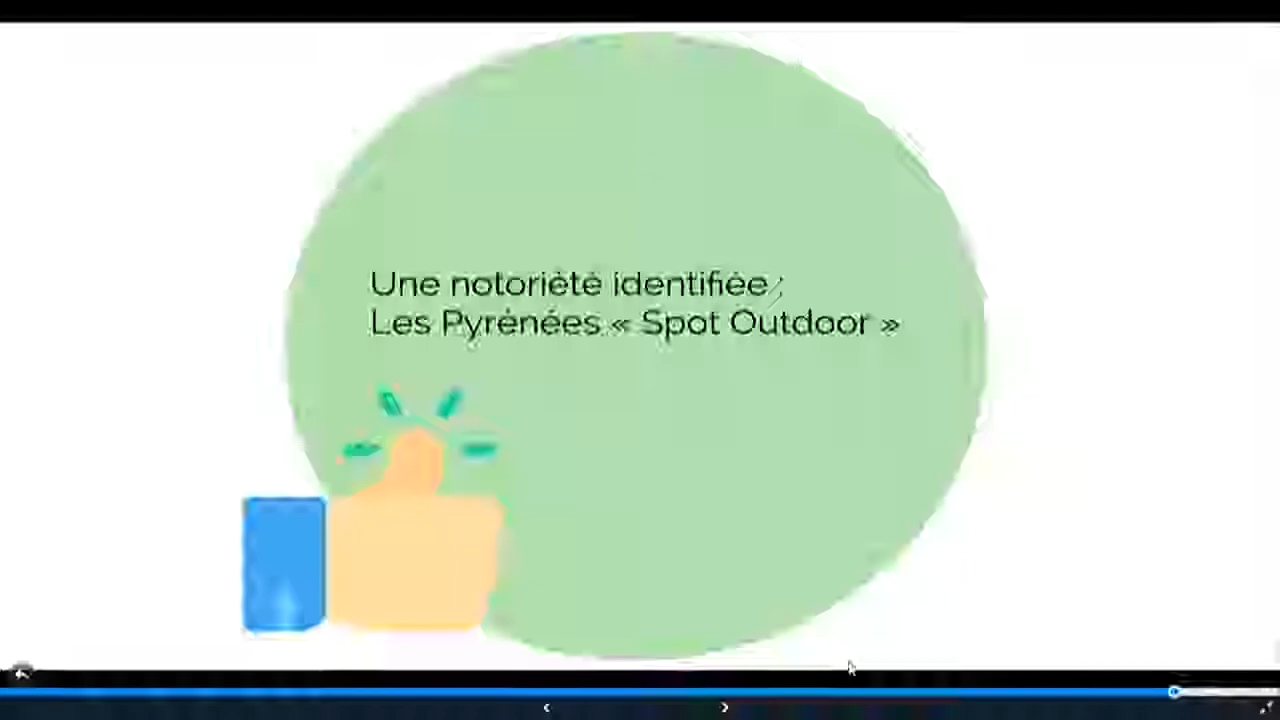 Une notoriété identifiée :
Les Pyrénées « Spot Outdoor »